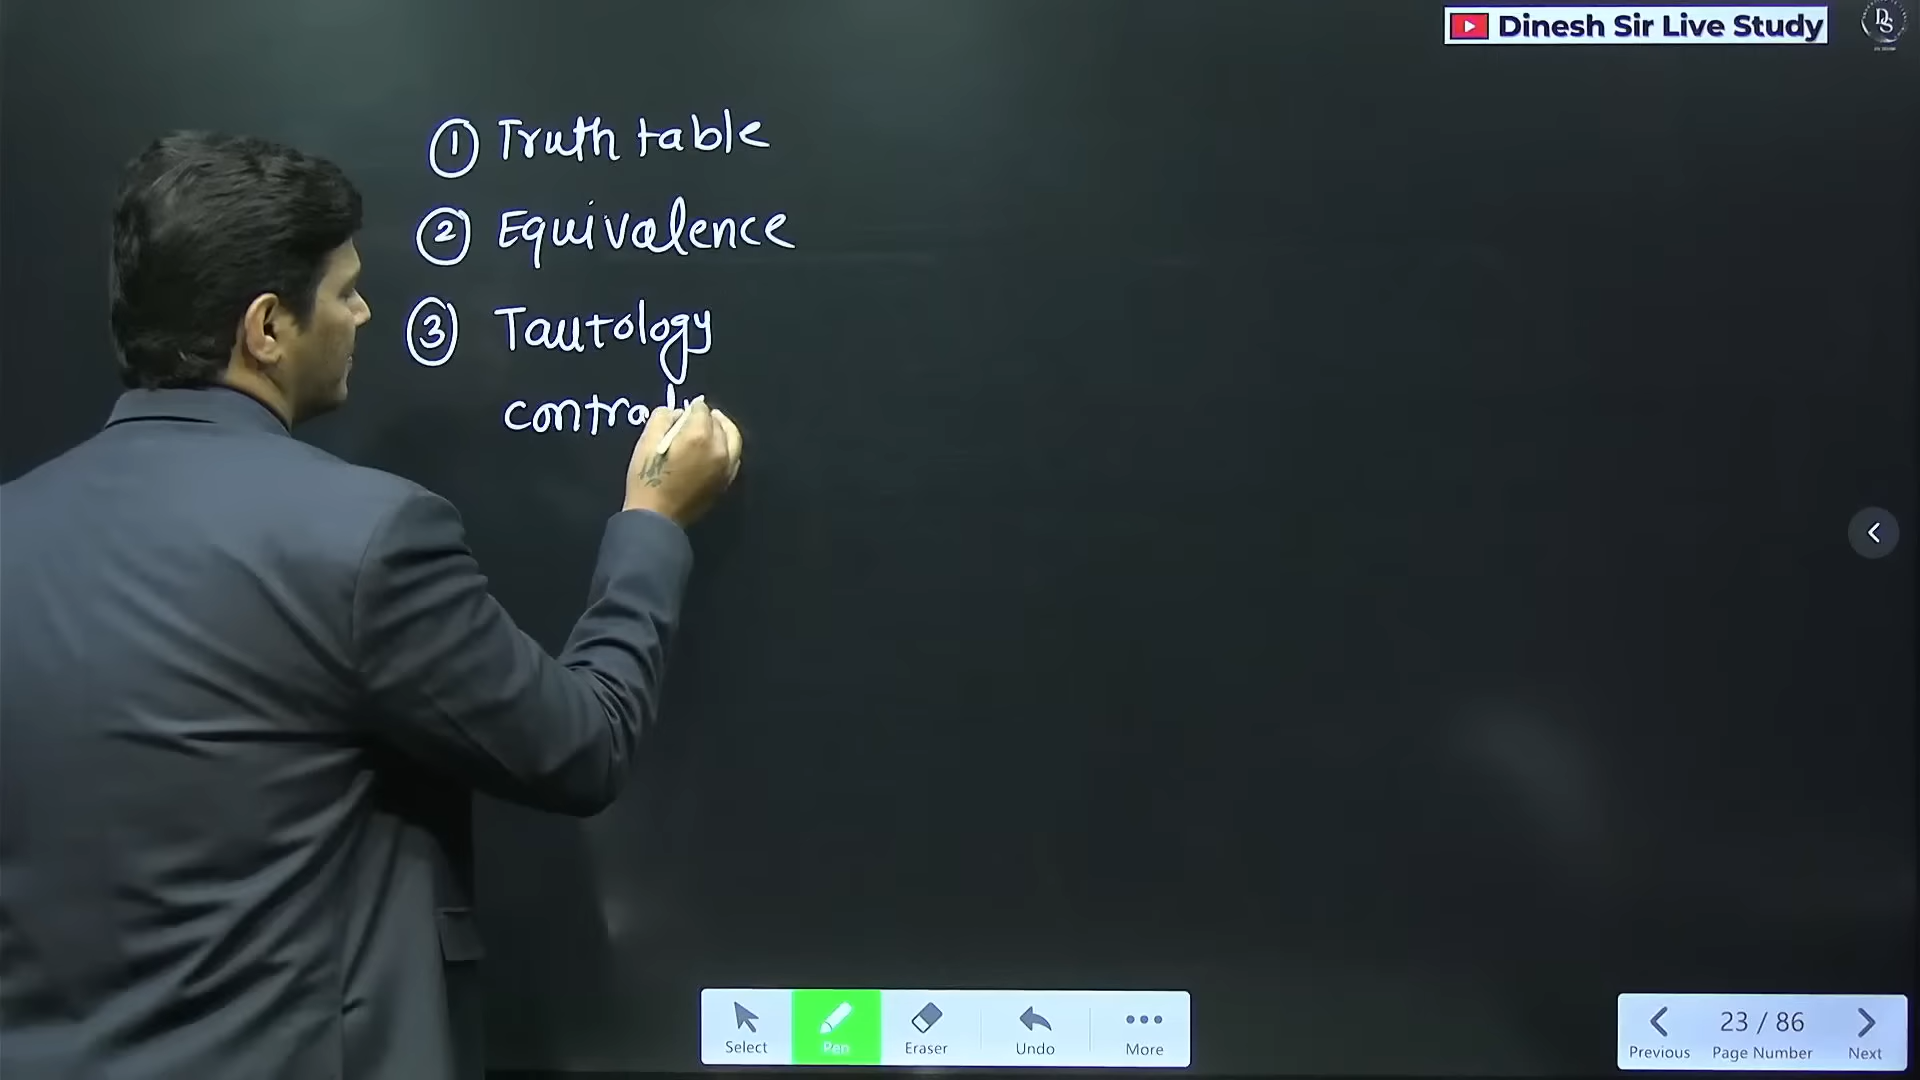 Dinesh Sir Live Study
DS
① Truth table
② Equivalence
③ Tautology
Select
Pen
Eraser
Undo
More
23 / 86
Previous
Page Number
Next